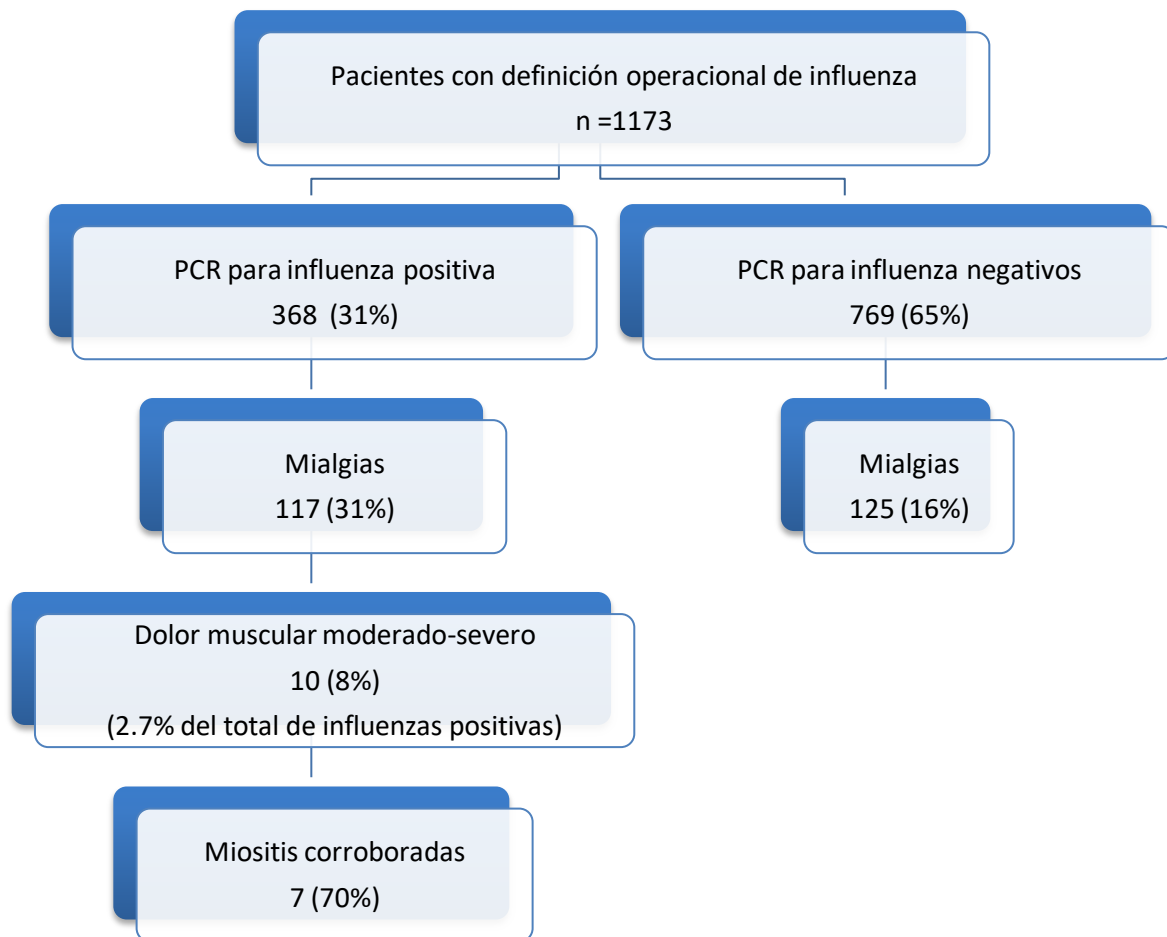 Pacientes con definición operacional de influenza
n =1173
PCR para influenza positiva
368 (31%)
PCR para influenza negativos
769 (65%)
Mialgias
117 (31%)
Mialgias
125 (16%)
Dolor muscular moderado-severo
10 (8%)
(2.7% del total de influenzas positivas)
Miositis corroboradas
7 (70%)